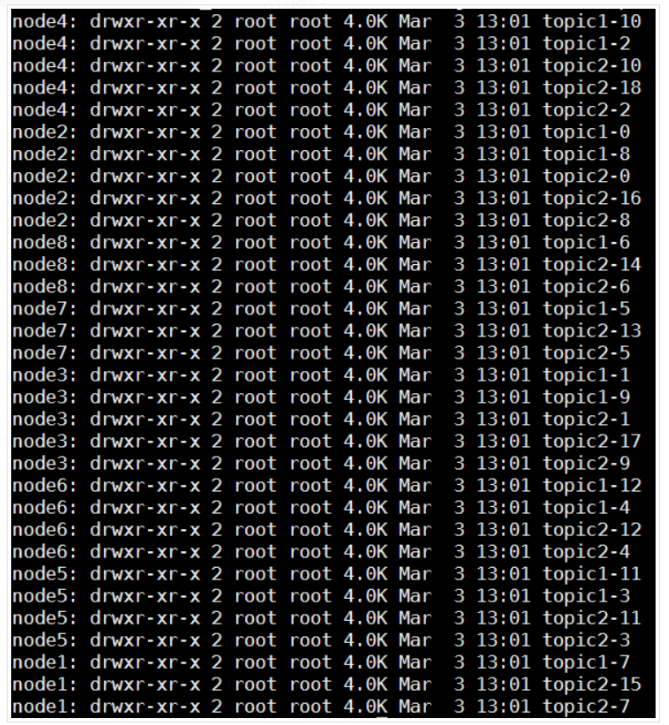 node4: drwxr-xr-x 2 root root 4.0K Mar  3 13:01 topic1-10
node4: drwxr-xr-x 2 root root 4.0K Mar  3 13:01 topic1-2
node4: drwxr-xr-x 2 root root 4.0K Mar  3 13:01 topic2-10
node4: drwxr-xr-x 2 root root 4.0K Mar  3 13:01 topic2-18
node4: drwxr-xr-x 2 root root 4.0K Mar  3 13:01 topic2-2
node2: drwxr-xr-x 2 root root 4.0K Mar  3 13:01 topic1-0
node2: drwxr-xr-x 2 root root 4.0K Mar  3 13:01 topic1-8
node2: drwxr-xr-x 2 root root 4.0K Mar  3 13:01 topic2-0
node2: drwxr-xr-x 2 root root 4.0K Mar  3 13:01 topic2-16
node2: drwxr-xr-x 2 root root 4.0K Mar  3 13:01 topic2-8
node8: drwxr-xr-x 2 root root 4.0K Mar  3 13:01 topic1-6
node8: drwxr-xr-x 2 root root 4.0K Mar  3 13:01 topic2-14
node8: drwxr-xr-x 2 root root 4.0K Mar  3 13:01 topic2-6
node7: drwxr-xr-x 2 root root 4.0K Mar  3 13:01 topic1-5
node7: drwxr-xr-x 2 root root 4.0K Mar  3 13:01 topic2-13
node7: drwxr-xr-x 2 root root 4.0K Mar  3 13:01 topic2-5
node3: drwxr-xr-x 2 root root 4.0K Mar  3 13:01 topic1-1
node3: drwxr-xr-x 2 root root 4.0K Mar  3 13:01 topic1-9
node3: drwxr-xr-x 2 root root 4.0K Mar  3 13:01 topic2-1
node3: drwxr-xr-x 2 root root 4.0K Mar  3 13:01 topic2-17
node3: drwxr-xr-x 2 root root 4.0K Mar  3 13:01 topic2-9
node6: drwxr-xr-x 2 root root 4.0K Mar  3 13:01 topic1-12
node6: drwxr-xr-x 2 root root 4.0K Mar  3 13:01 topic1-4
node6: drwxr-xr-x 2 root root 4.0K Mar  3 13:01 topic2-12
node6: drwxr-xr-x 2 root root 4.0K Mar  3 13:01 topic2-4
node5: drwxr-xr-x 2 root root 4.0K Mar  3 13:01 topic1-11
node5: drwxr-xr-x 2 root root 4.0K Mar  3 13:01 topic1-3
node5: drwxr-xr-x 2 root root 4.0K Mar  3 13:01 topic2-11
node5: drwxr-xr-x 2 root root 4.0K Mar  3 13:01 topic2-3
node1: drwxr-xr-x 2 root root 4.0K Mar  3 13:01 topic1-7
node1: drwxr-xr-x 2 root root 4.0K Mar  3 13:01 topic2-15
node1: drwxr-xr-x 2 root root 4.0K Mar  3 13:01 topic2-7